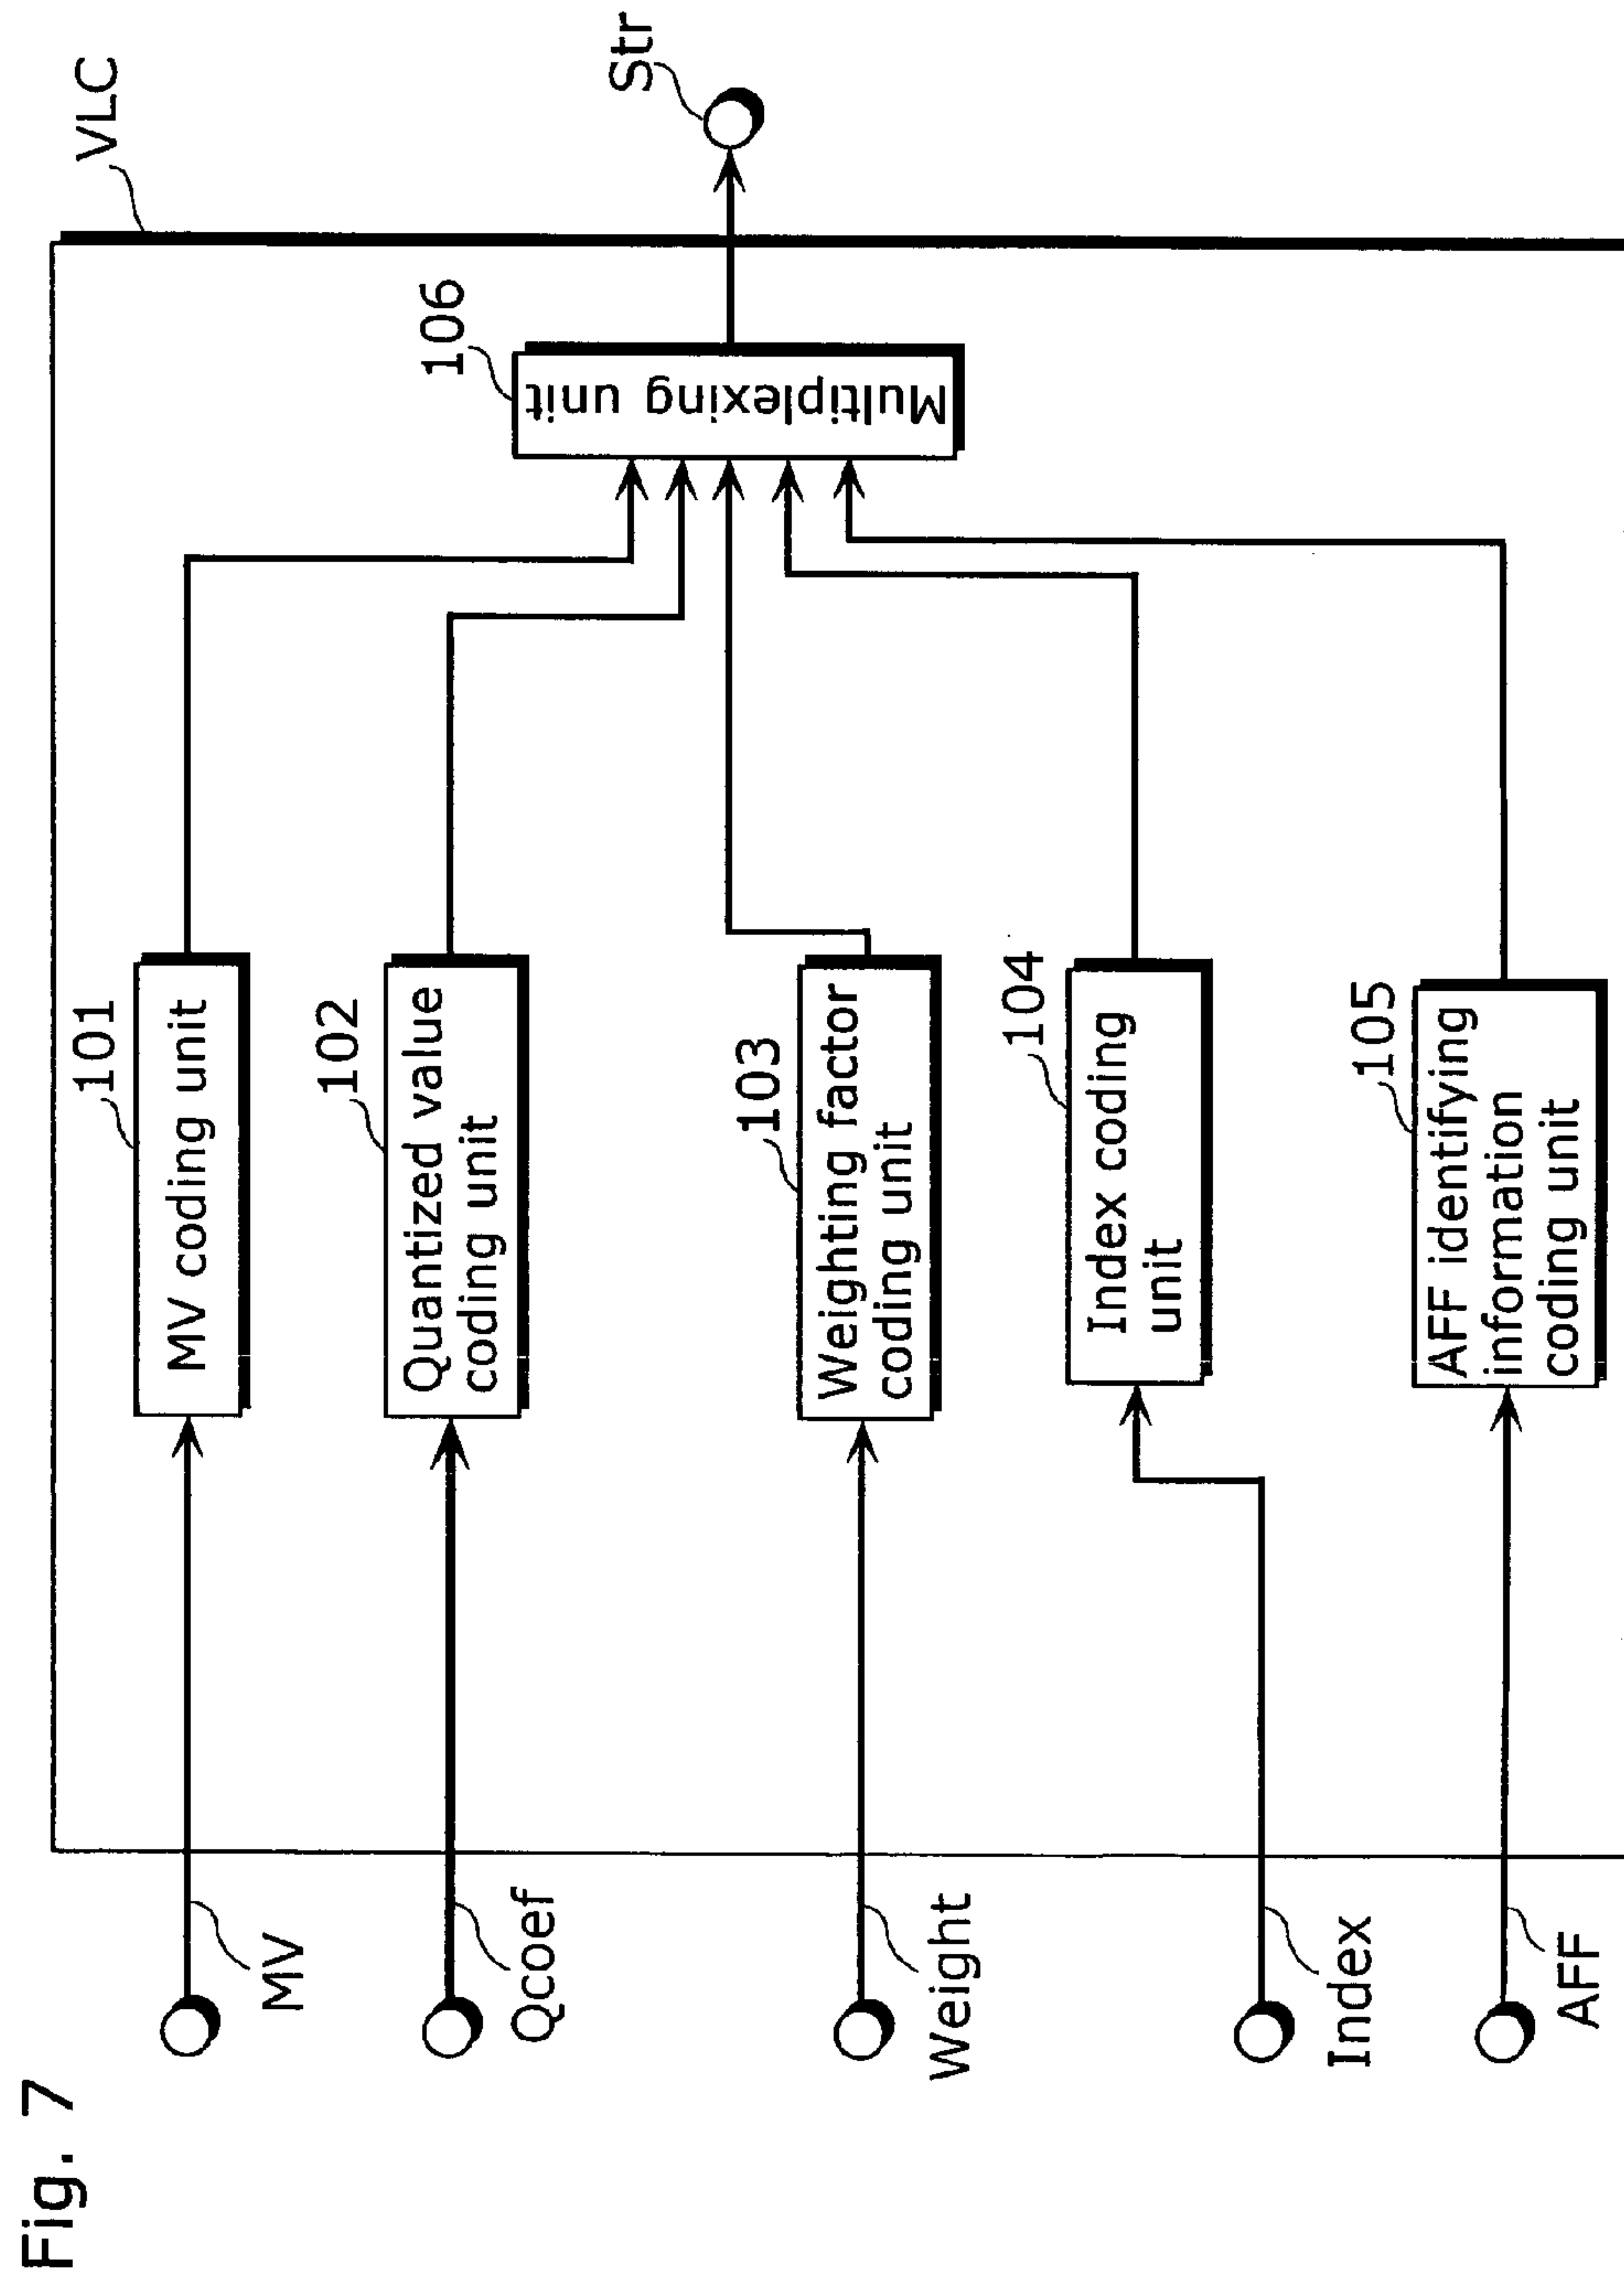 Fig. 7
VLC
MV
101
MV coding unit
Qcoef
102
Quantized value
coding unit
Weight
103
Weighting factor
coding unit
Index
104
Index coding
unit
AFF
105
AFF identifying
information
coding unit
106
Multiplexing unit
Str